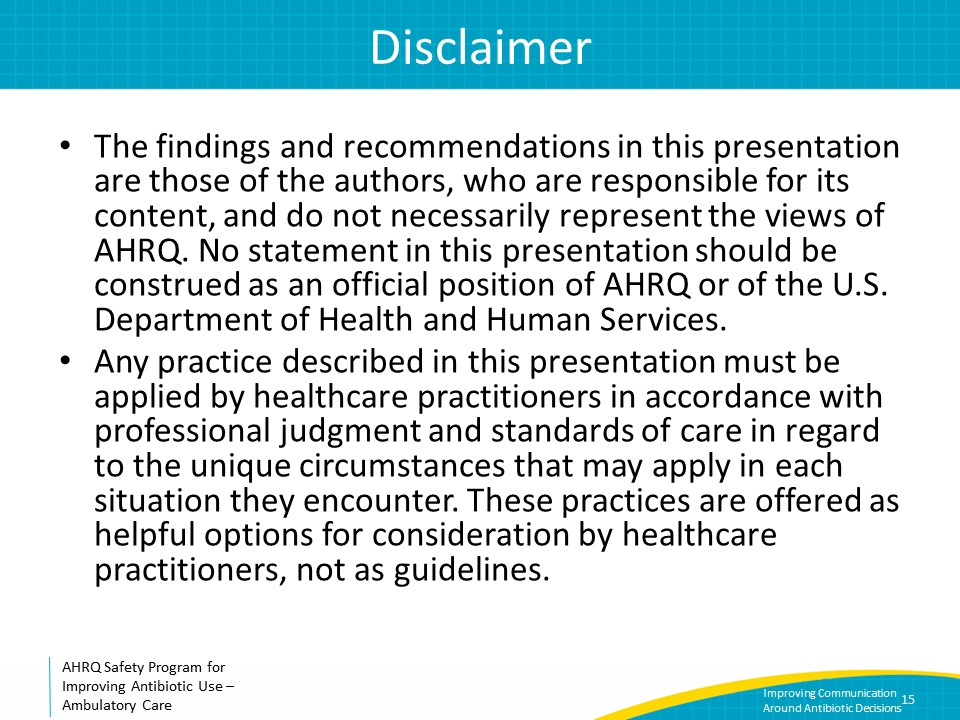 Disclaimer
• The findings and recommendations in this presentation
are those of the authors, who are responsible for its
content, and do not necessarily represent the views of
AHRQ. No statement in this presentation should be
construed as an official position of AHRQ or of the U.S.
Department of Health and Human Services.
• Any practice described in this presentation must be
applied by healthcare practitioners in accordance with
professional judgment and standards of care in regard
to the unique circumstances that may apply in each
situation they encounter. These practices are offered as
helpful options for consideration by healthcare
practitioners, not as guidelines.
AHRQ Safety Program for
Improving Antibiotic Use –
Ambulatory Care
Improving Communication
Around Antibiotic Decisions
15